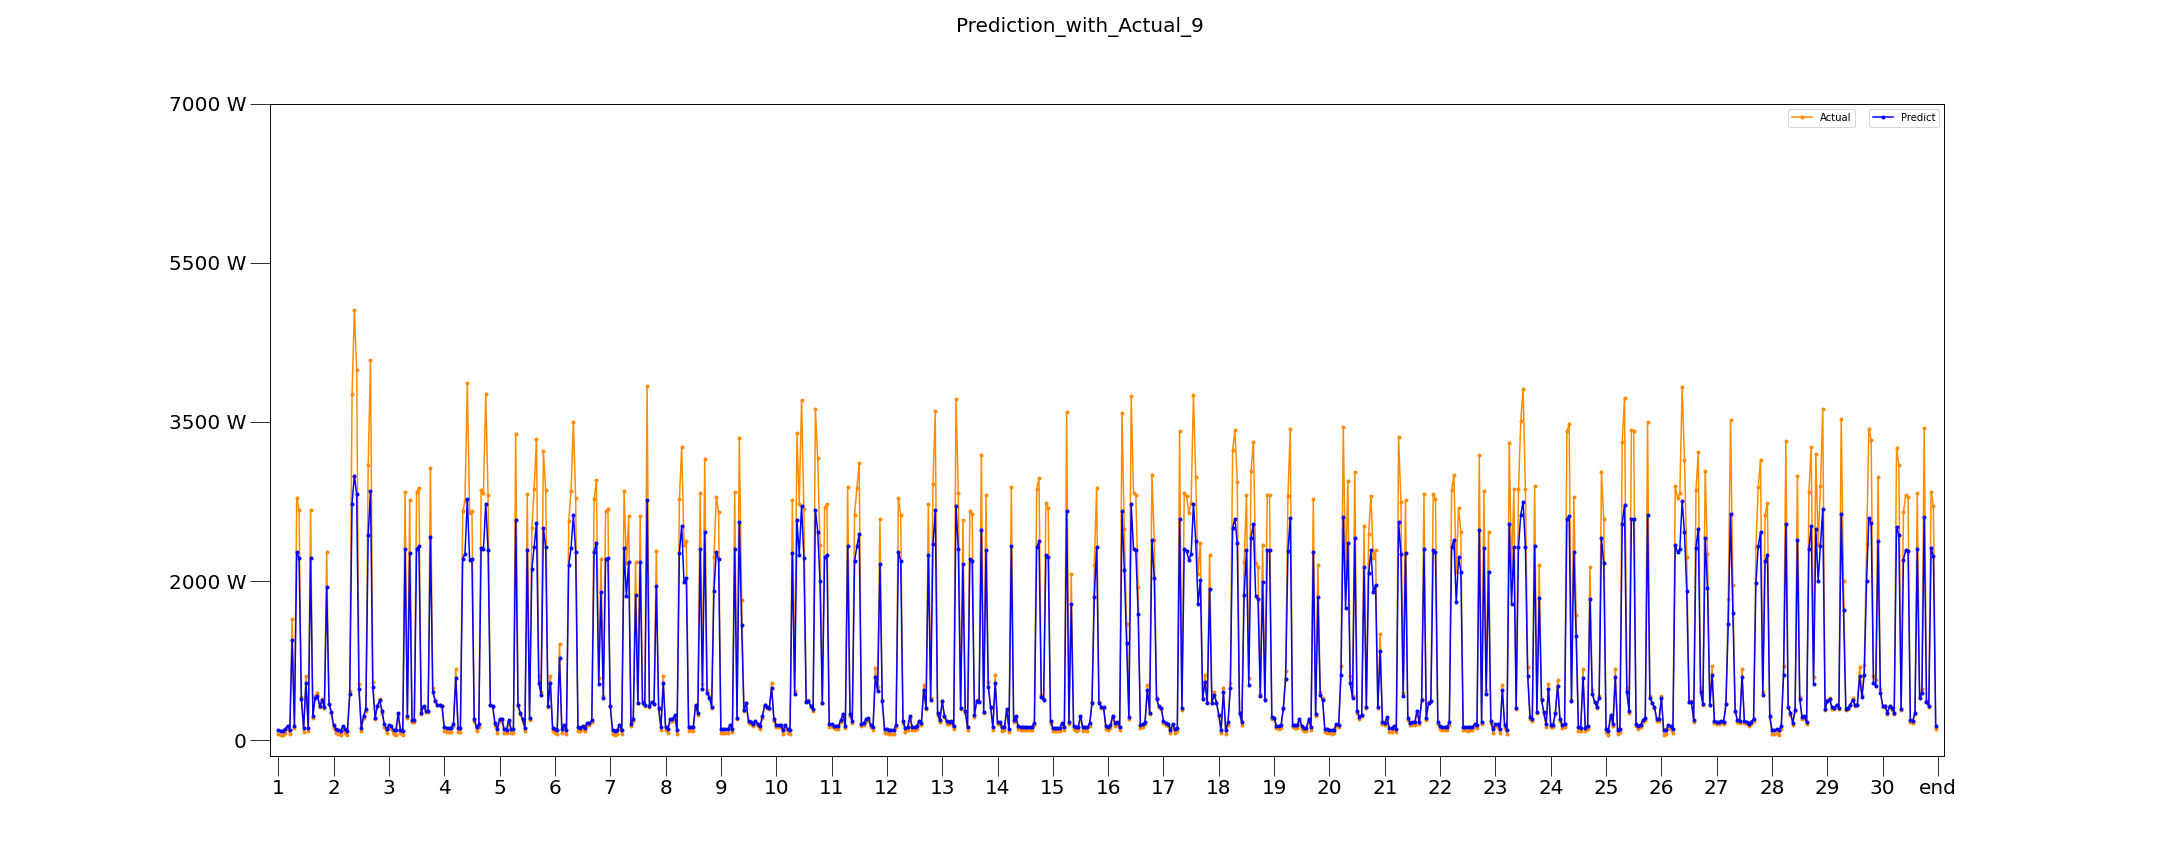 Prediction_with_Actual_9
7000 W
5500 W
3500 W
2000 W
0
Actual Predict
1 2 3 4 5 6 7 8 9 10 11 12 13 14 15 16 17 18 19 20 21 22 23 24 25 26 27 28 29 30 end